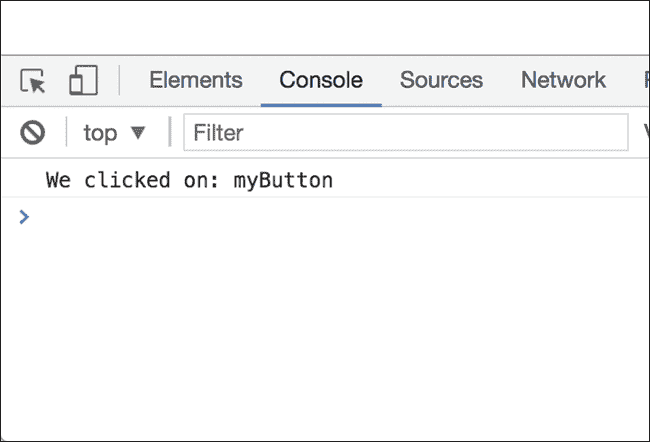 Elements Console Sources Network
top ▼ Filter
We clicked on: myButton
>